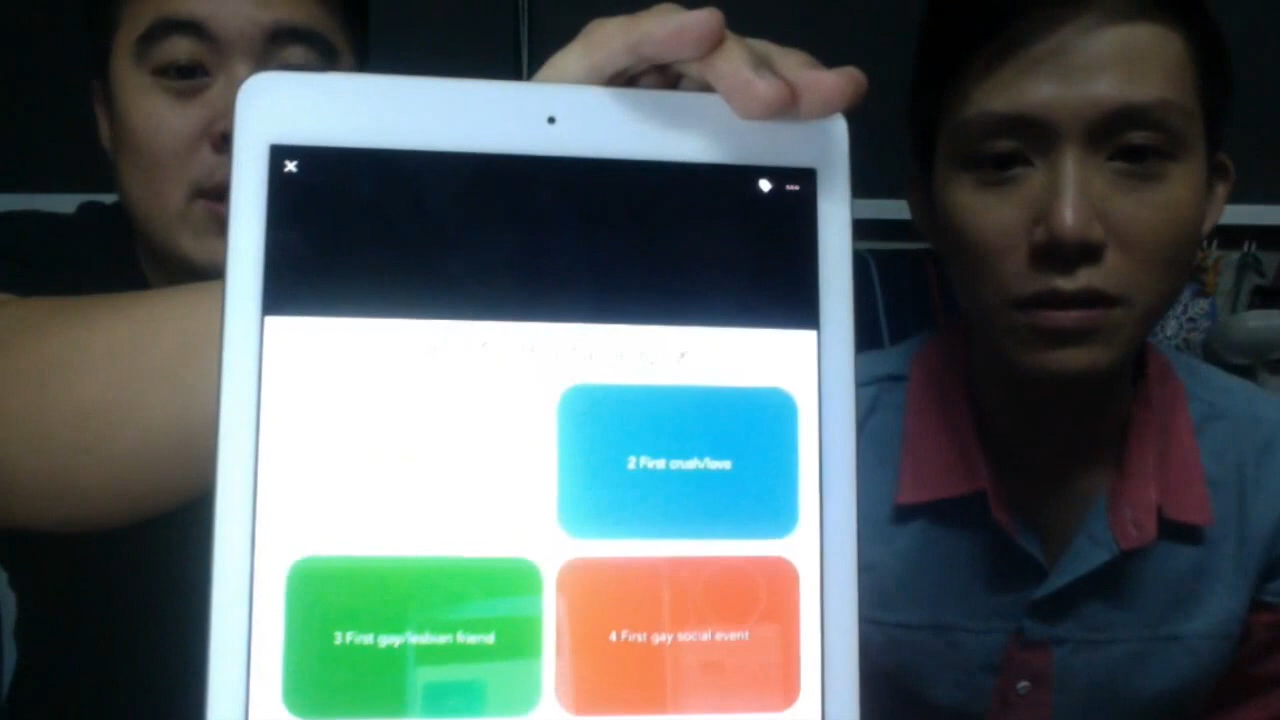 2 First crush/love
3 First gay/lesbian friend
4 First gay social event